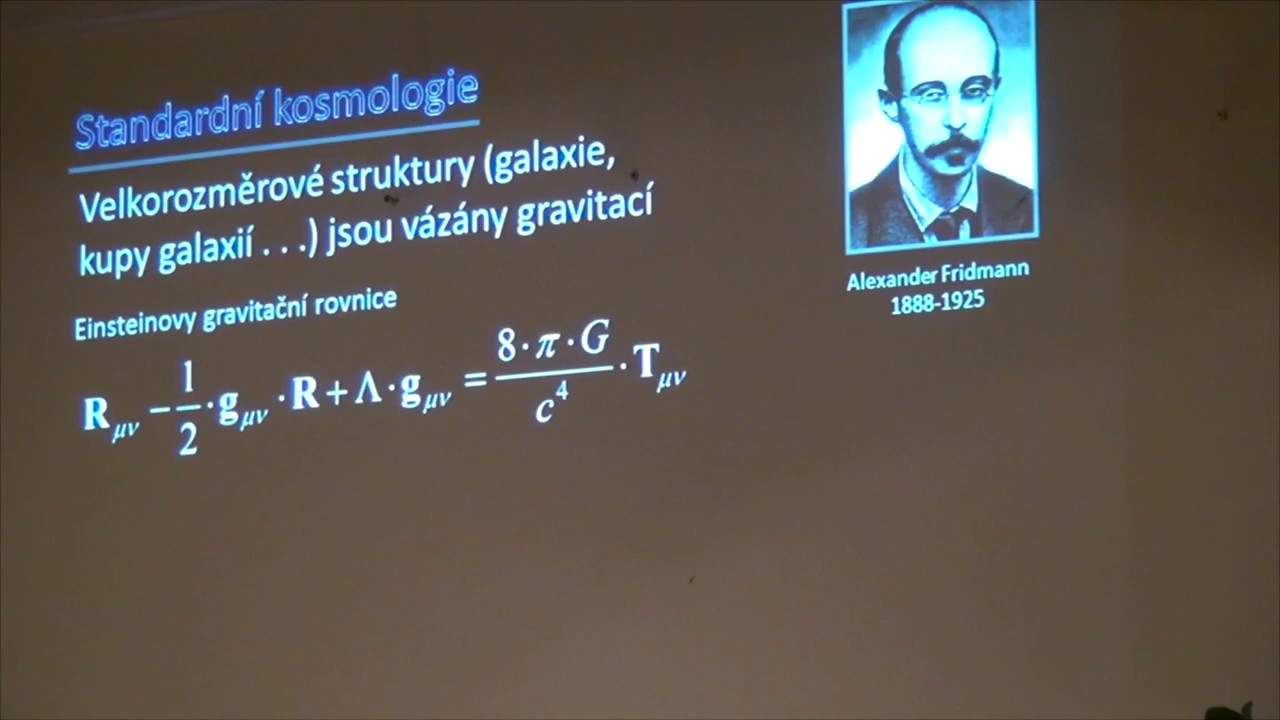 Standardní kosmologie
Velkorozměrové struktury (galaxie,
kupy galaxií . . .) jsou vázány gravitací
Einsteinovy gravitační rovnice
R_μν − 1/2 · g_μν · R + Λ · g_μν = 8 · π · G / c^4 · T_μν
Alexander Fridmann
1888-1925